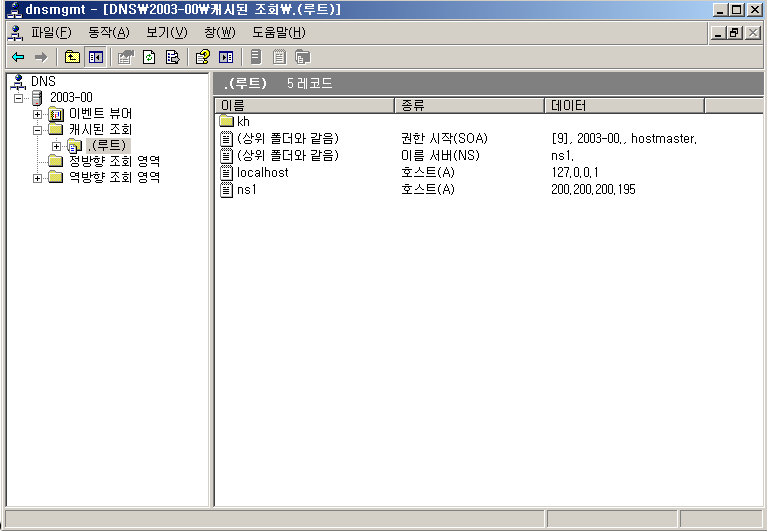 dnsmgmt - [DNS₩2003-00₩캐시된 조회₩.(루트)]
파일(F) 동작(A) 보기(V) 창(W) 도움말(H)
DNS
2003-00
이벤트 뷰어
캐시된 조회
.(루트)
정방향 조회 영역
역방향 조회 영역
.(루트) 5 레코드
이름 종류 데이터
kh
(상위 폴더와 같음) 권한 시작(SOA) [9], 2003-00., hostmaster.
(상위 폴더와 같음) 이름 서버(NS) ns1.
localhost 호스트(A) 127.0.0.1
ns1 호스트(A) 200.200.200.195